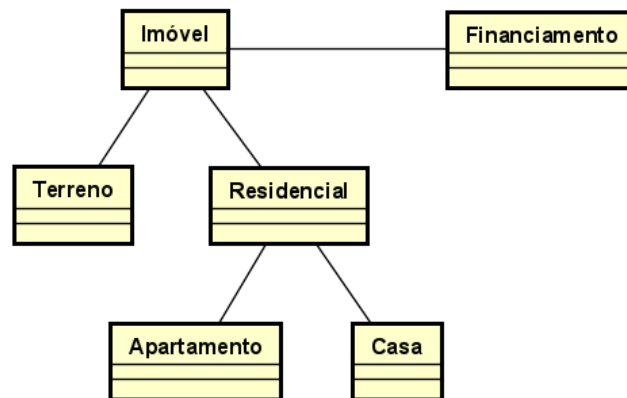 Imóvel
Financiamento
Terreno
Residencial
Apartamento
Casa